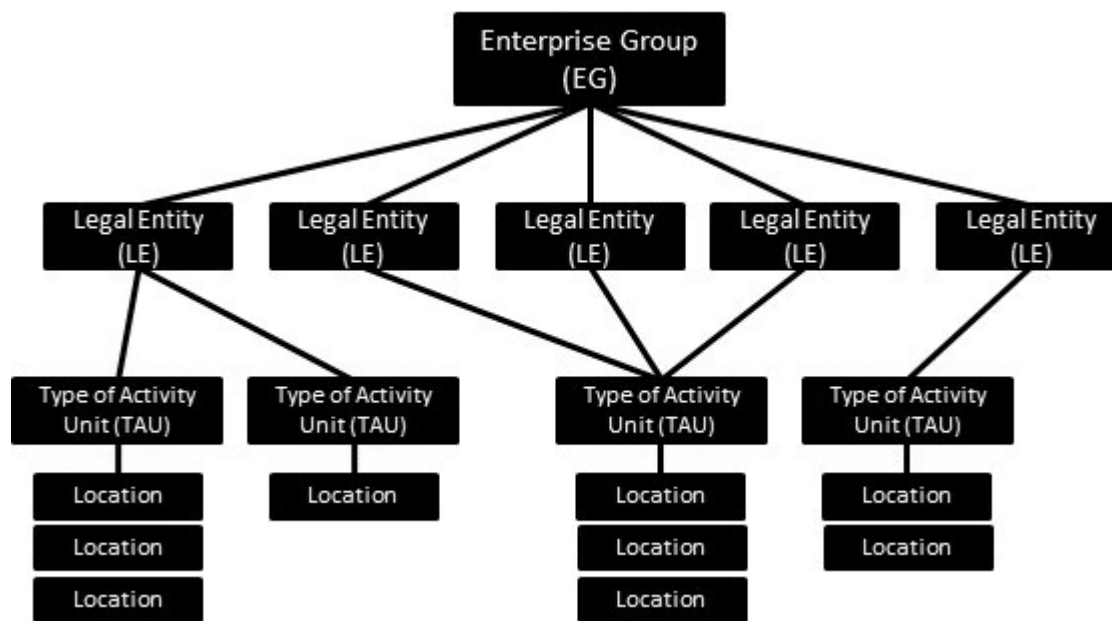 Enterprise Group
(EG)
Legal Entity
(LE)
Legal Entity
(LE)
Legal Entity
(LE)
Legal Entity
(LE)
Legal Entity
(LE)
Type of Activity
Unit (TAU)
Type of Activity
Unit (TAU)
Type of Activity
Unit (TAU)
Type of Activity
Unit (TAU)
Location
Location
Location
Location
Location
Location
Location
Location
Location